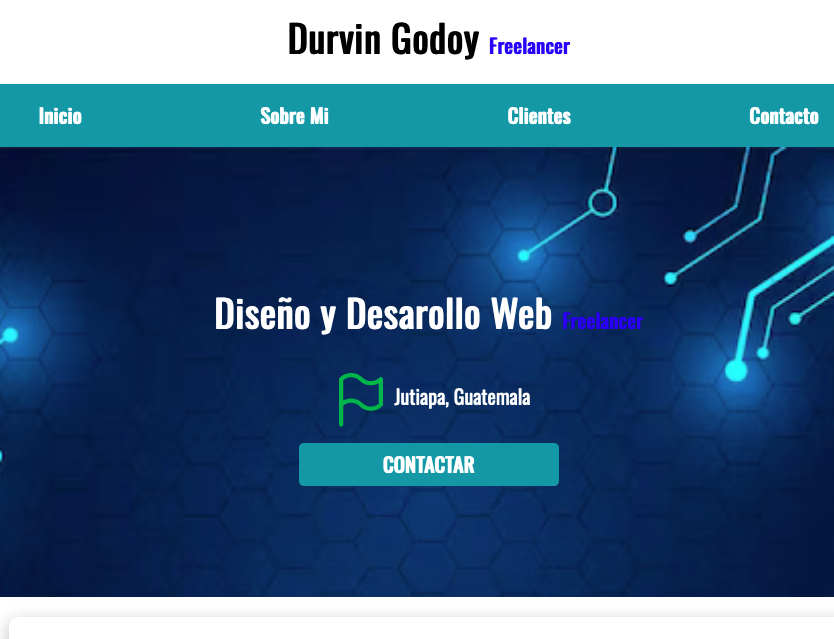 Durvin Godoy Freelancer
Inicio Sobre Mi Clientes Contacto
Diseño y Desarollo Web Freelancer
Jutiapa, Guatemala
CONTACTAR